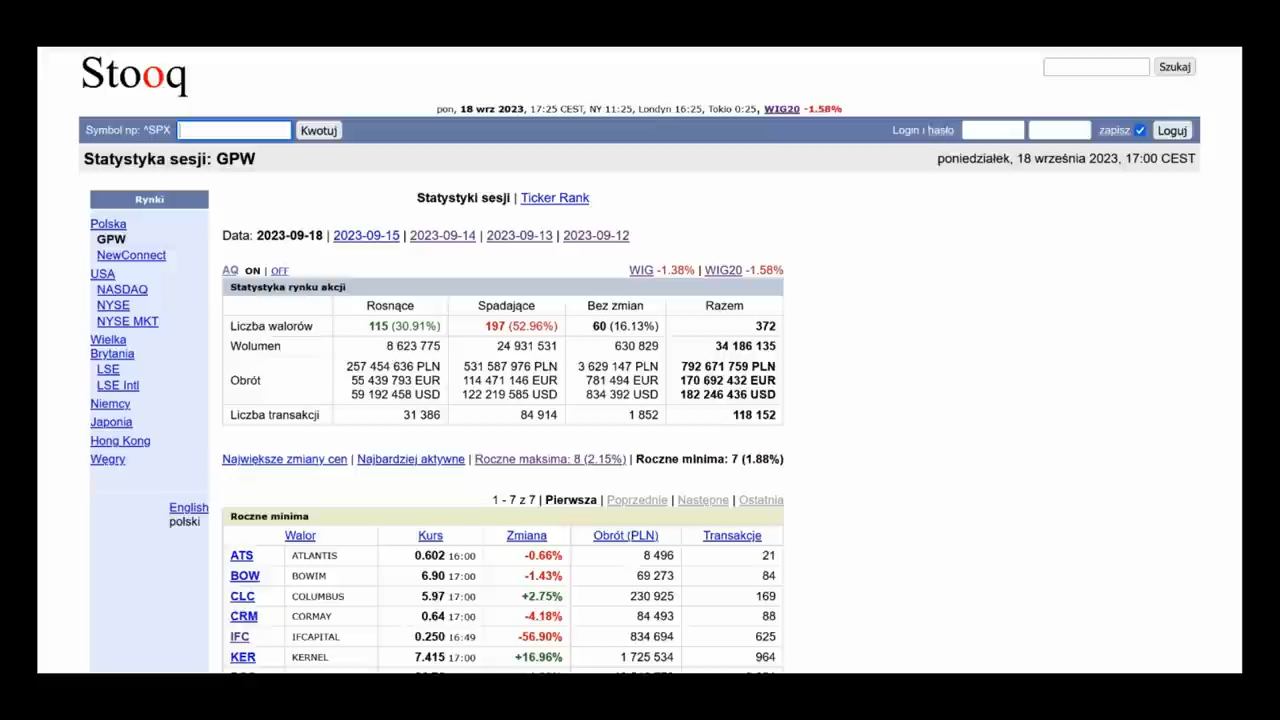 Stooq
Szukaj
pon, 18 wrz 2023, 17:25 CEST, NY 11:25, Londyn 16:25, Tokio 0:25, WIG20 -1.58%
Symbol np: ^SPX Kwotuj Login i hasło zapisz Loguj
Statystyka sesji: GPW poniedziałek, 18 września 2023, 17:00 CEST
Rynki
Polska
GPW
NewConnect
USA
NASDAQ
NYSE
NYSE MKT
Wielka
Brytania
LSE
LSE Intl
Niemcy
Japonia
Hong Kong
Węgry
English
polski
Statystyki sesji | Ticker Rank
Data: 2023-09-18 | 2023-09-15 | 2023-09-14 | 2023-09-13 | 2023-09-12
AQ ON | OFF WIG -1.38% | WIG20 -1.58%
Statystyka rynku akcji
Rosnące Spadające Bez zmian Razem
Liczba walorów 115 (30.91%) 197 (52.96%) 60 (16.13%) 372
Wolumen 8 623 775 24 931 531 630 829 34 186 135
257 454 636 PLN 531 587 976 PLN 3 629 147 PLN 792 671 759 PLN
Obrót 55 439 793 EUR 114 471 146 EUR 781 494 EUR 170 692 432 EUR
59 192 458 USD 122 219 585 USD 834 392 USD 182 246 436 USD
Liczba transakcji 31 386 84 914 1 852 118 152
Największe zmiany cen | Najbardziej aktywne | Roczne maksima: 8 (2.15%) | Roczne minima: 7 (1.88%)
1 - 7 z 7 | Pierwsza | Poprzednie | Następne | Ostatnia
Roczne minima
Walor Kurs Zmiana Obrót (PLN) Transakcje
ATS ATLANTIS 0.602 16:00 -0.66% 8 496 21
BOW BOWIM 6.90 17:00 -1.43% 69 273 84
CLC COLUMBUS 5.97 17:00 +2.75% 230 925 169
CRM CORMAY 0.64 17:00 -4.18% 84 493 88
IFC IFCAPITAL 0.250 16:49 -56.90% 834 694 625
KER KERNEL 7.415 17:00 +16.96% 1 725 534 964